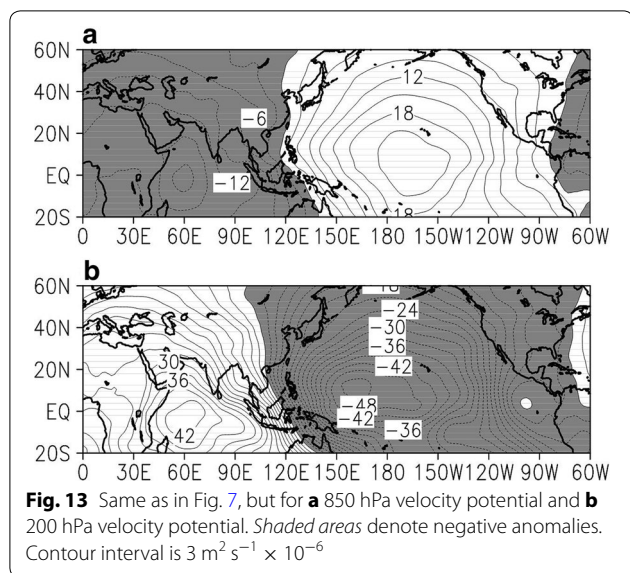 a
60N
40N
20N
EQ
20S
12
18
-6
-12
18
0 30E 60E 90E 120E 150E 180 150W 120W 90W 60W
b
60N
40N
20N
EQ
20S
-18
-24
-30
-36
-42
30
36
42
-48
-42
-36
0 30E 60E 90E 120E 150E 180 150W 120W 90W 60W
Fig. 13 Same as in Fig. 7, but for a 850 hPa velocity potential and b
200 hPa velocity potential. Shaded areas denote negative anomalies.
Contour interval is 3 m² s⁻¹ × 10⁻⁶